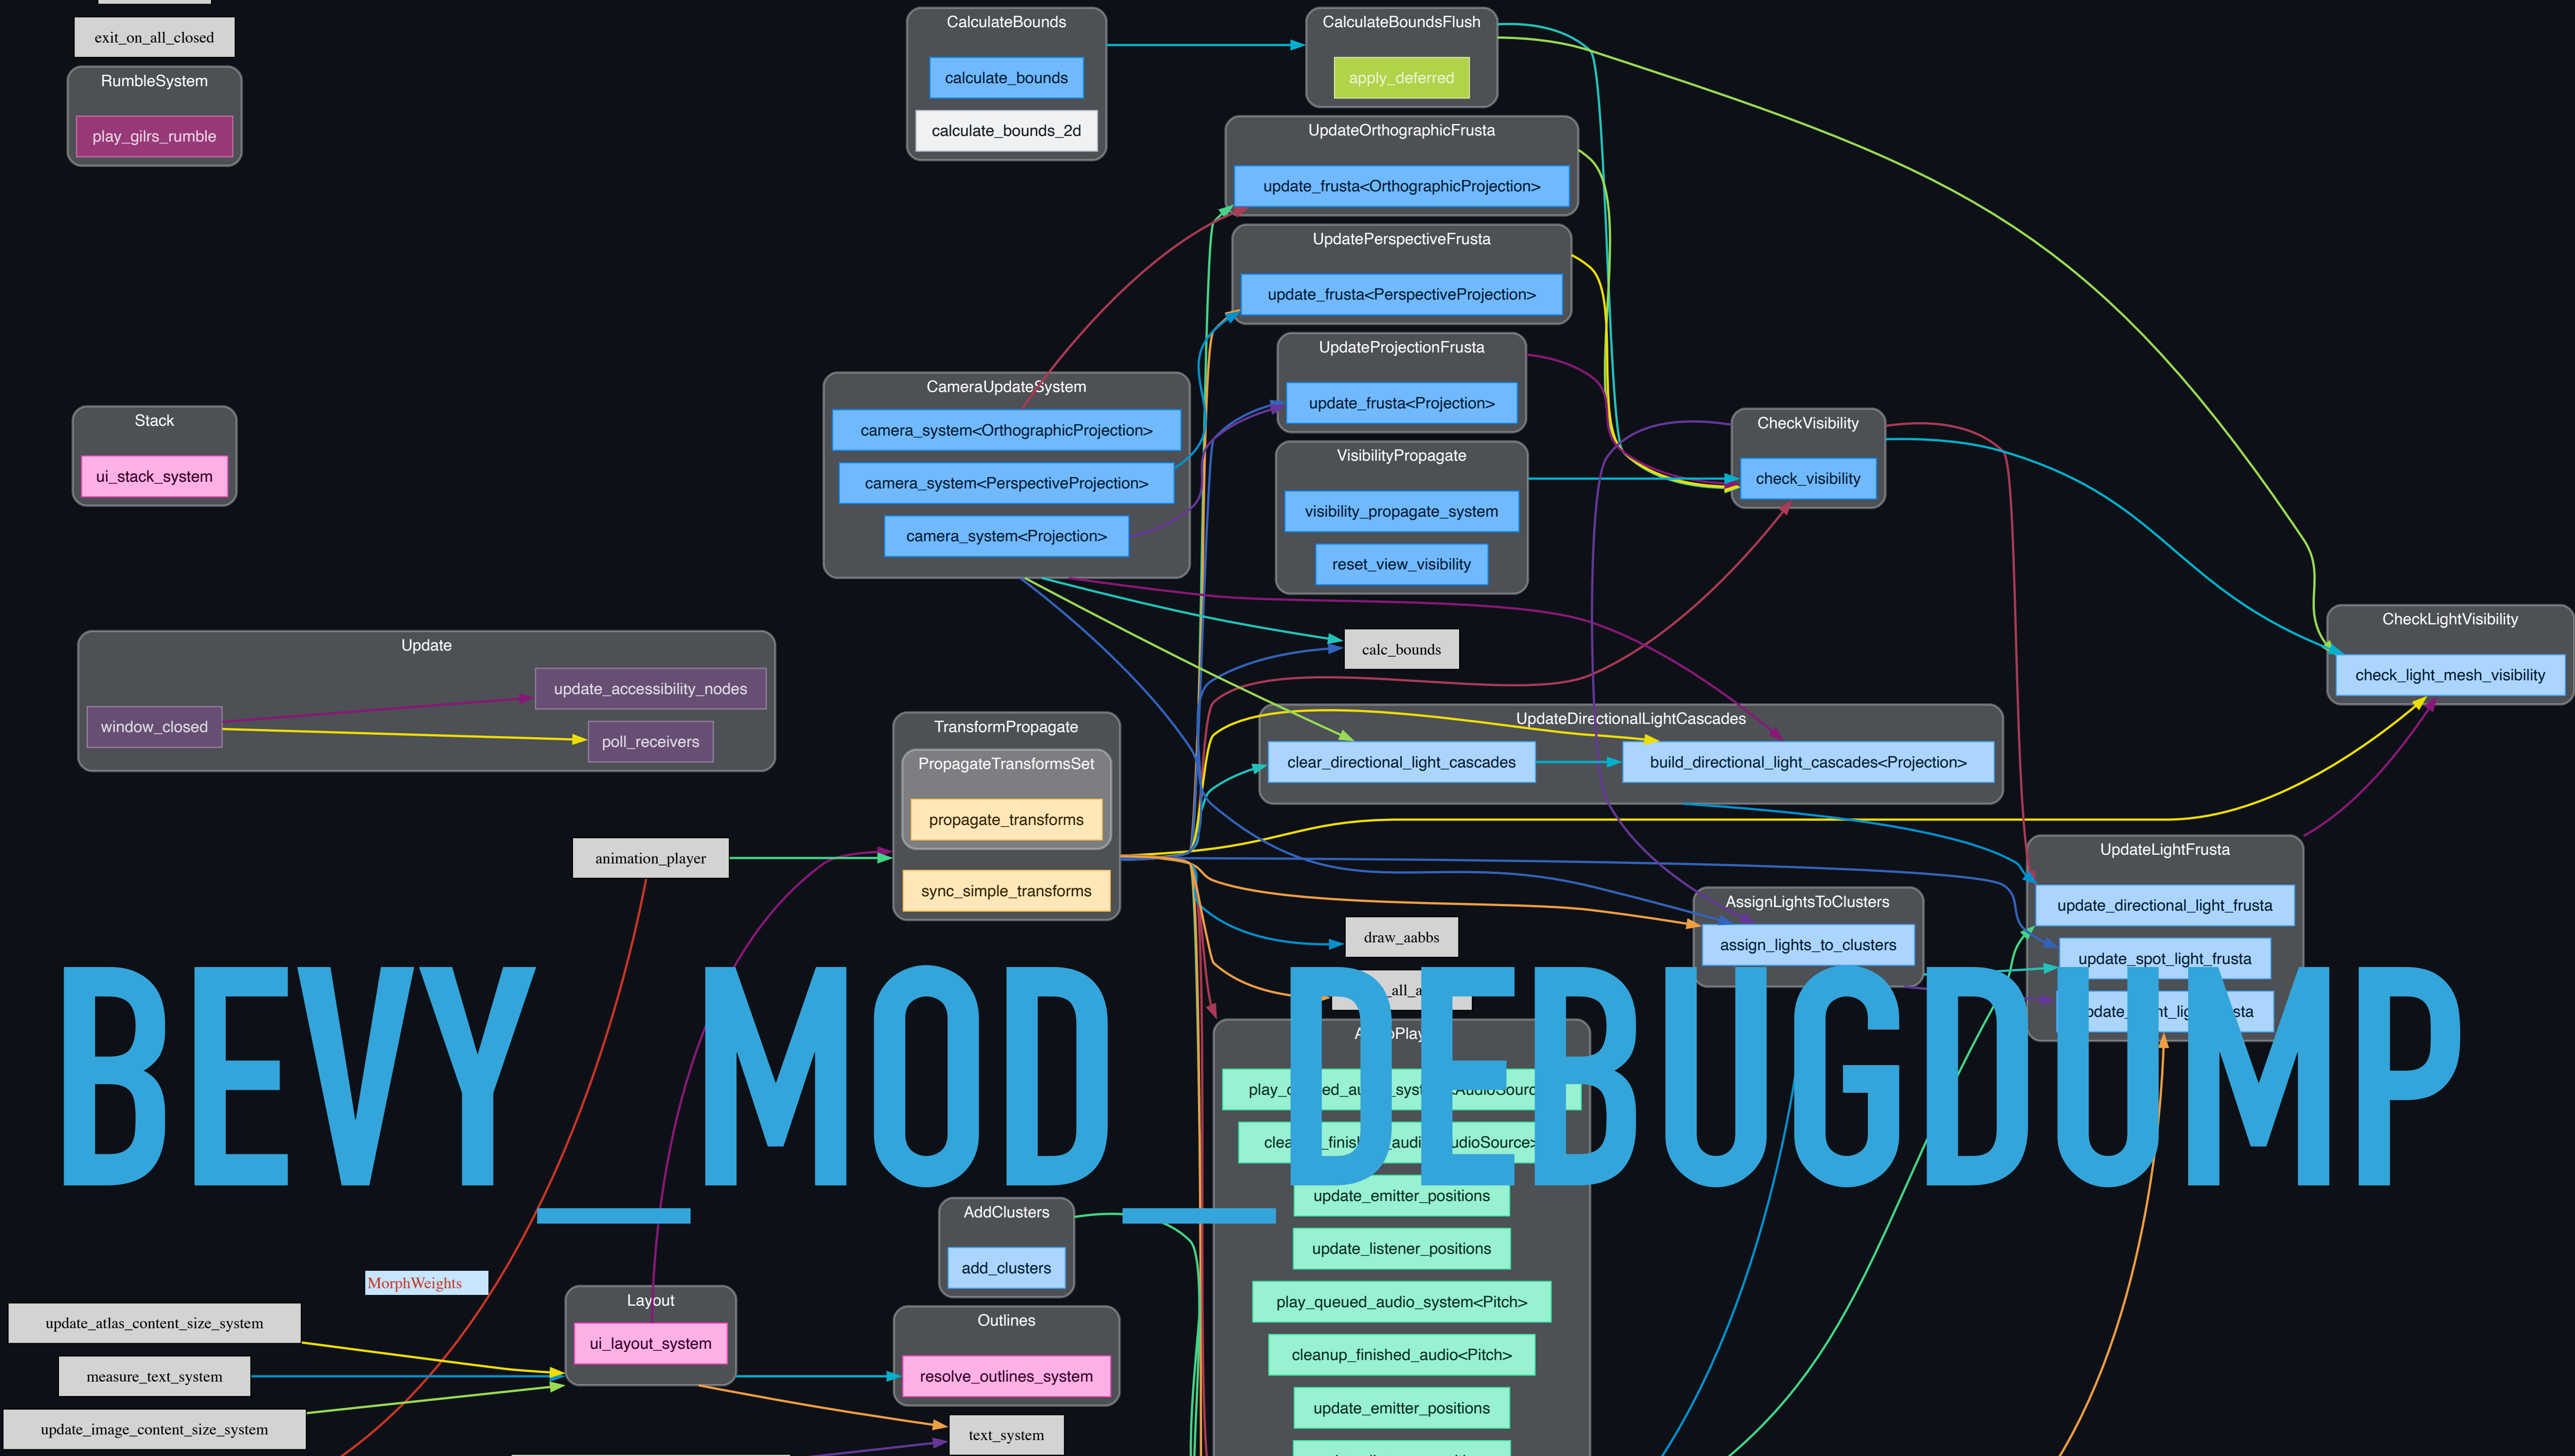 exit_on_all_closed
RumbleSystem
play_gilrs_rumble
Stack
ui_stack_system
Update
window_closed
update_accessibility_nodes
poll_receivers
animation_player
CalculateBounds
calculate_bounds
calculate_bounds_2d
CalculateBoundsFlush
apply_deferred
UpdateOrthographicFrusta
update_frusta<OrthographicProjection>
UpdatePerspectiveFrusta
update_frusta<PerspectiveProjection>
UpdateProjectionFrusta
update_frusta<Projection>
CameraUpdateSystem
camera_system<OrthographicProjection>
camera_system<PerspectiveProjection>
camera_system<Projection>
VisibilityPropagate
visibility_propagate_system
reset_view_visibility
CheckVisibility
check_visibility
calc_bounds
CheckLightVisibility
check_light_mesh_visibility
TransformPropagate
PropagateTransformsSet
propagate_transforms
sync_simple_transforms
UpdateDirectionalLightCascades
clear_directional_light_cascades
build_directional_light_cascades<Projection>
UpdateLightFrusta
update_directional_light_frusta
update_spot_light_frusta
AssignLightsToClusters
assign_lights_to_clusters
draw_aabbs
BEVY_MOD_DEBUGDUMP
update_emitter_positions
update_listener_positions
play_queued_audio_system<Pitch>
cleanup_finished_audio<Pitch>
update_emitter_positions
AddClusters
add_clusters
MorphWeights
Layout
ui_layout_system
Outlines
resolve_outlines_system
update_atlas_content_size_system
measure_text_system
update_image_content_size_system
text_system